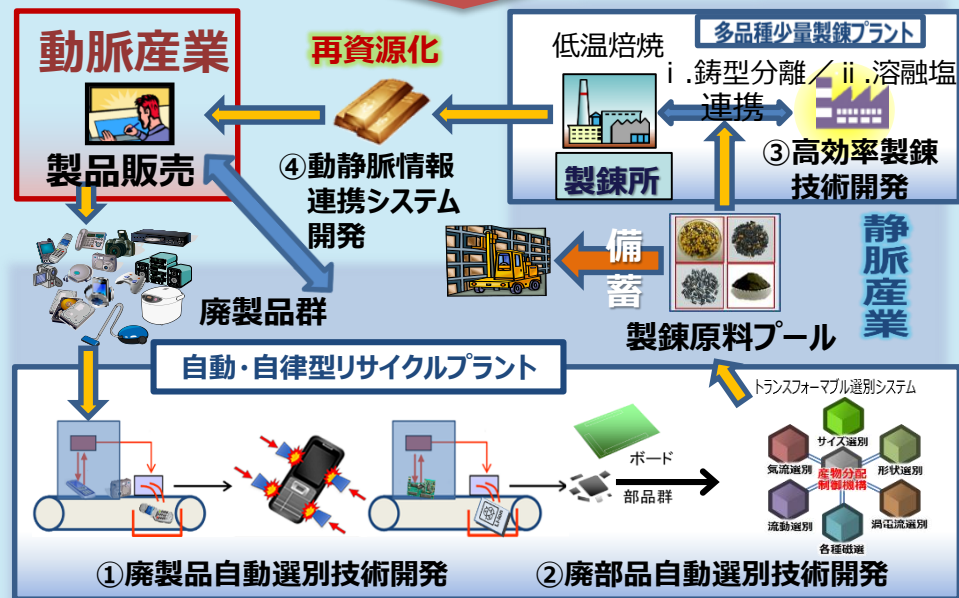 動脈産業
製品販売
再資源化
④動静脈情報
連携システム
開発
多品種少量製錬プラント
低温焙焼
ⅰ.鋳型分離／ⅱ.溶融塩
連携
製錬所
③高効率製錬
技術開発
静脈産業
備蓄
製錬原料プール
廃製品群
自動・自律型リサイクルプラント
トランスフォーマブル選別システム
サイズ選別
気流選別
形状選別
産物分配
制御機構
流動選別
渦電流選別
各種磁選
ボード
部品群
①廃製品自動選別技術開発
②廃部品自動選別技術開発